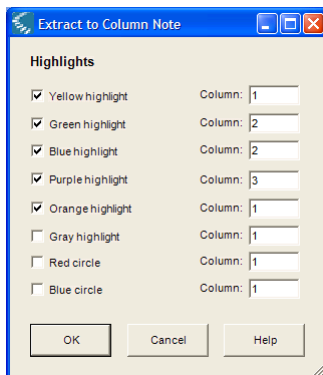 Extract to Column Note
Highlights
Yellow highlight Column: 1
Green highlight Column: 2
Blue highlight Column: 2
Purple highlight Column: 3
Orange highlight Column: 1
Gray highlight Column: 1
Red circle Column: 1
Blue circle Column: 1
OK Cancel Help